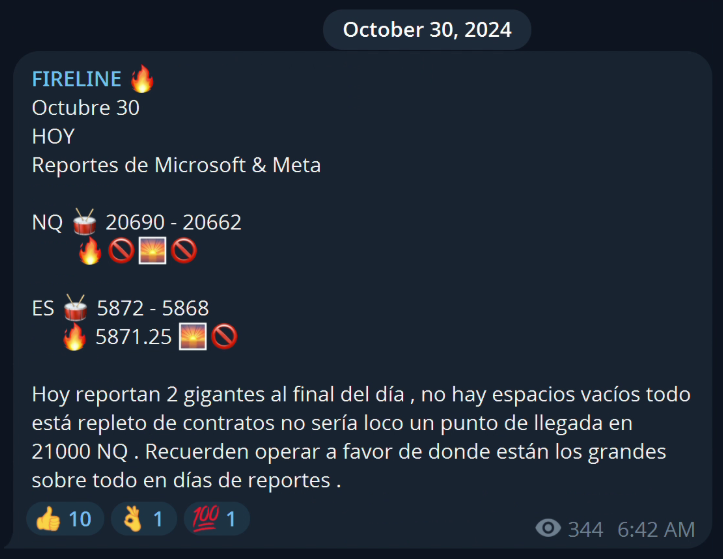 October 30, 2024
FIRELINE 🔥
Octubre 30
HOY
Reportes de Microsoft & Meta
NQ 🥁 20690 - 20662
🔥🚫🌅🚫
ES 🥁 5872 - 5868
🔥 5871.25 🌅🚫
Hoy reportan 2 gigantes al final del día , no hay espacios vacíos todo
está repleto de contratos no sería loco un punto de llegada en
21000 NQ . Recuerden operar a favor de donde están los grandes
sobre todo en días de reportes .
👍 10 👌 1 💯 1
344 6:42 AM